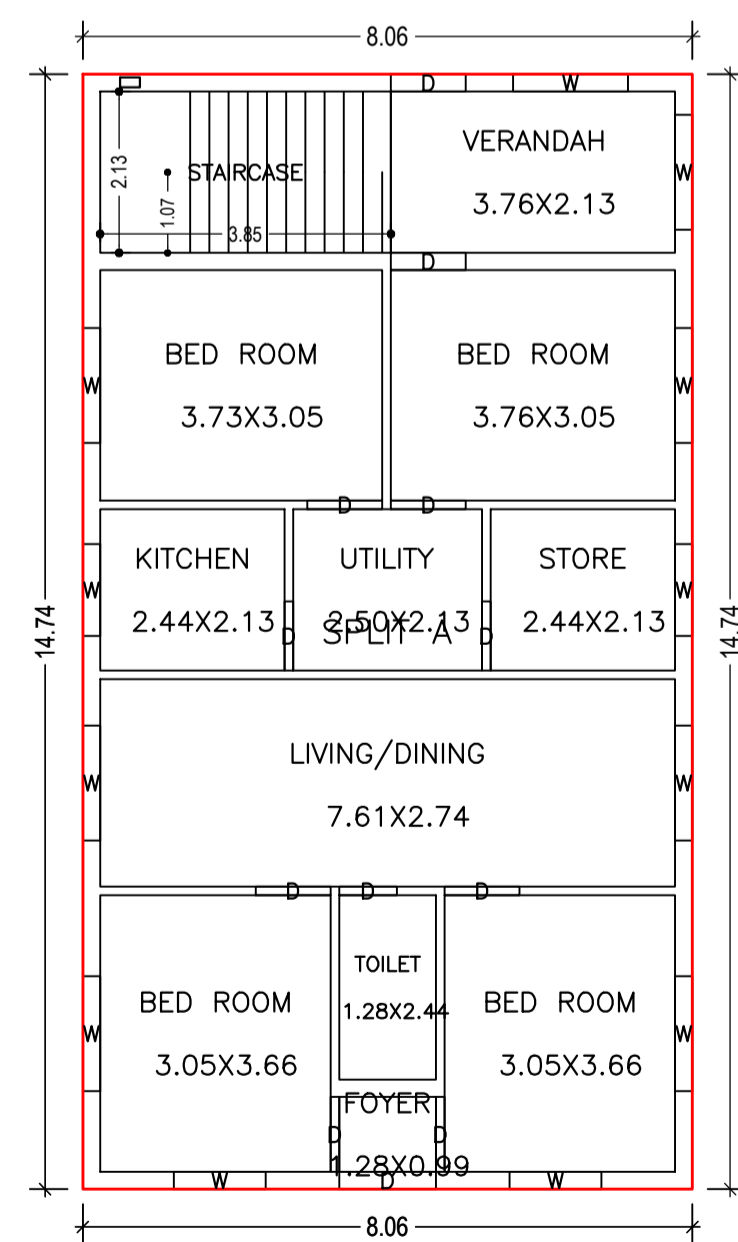 8.06
D
W
VERANDAH
3.76X2.13
W
2.13
STAIRCASE
1.07
3.85
D
BED ROOM
3.73X3.05
BED ROOM
3.76X3.05
W
W
D
D
KITCHEN
2.44X2.13
UTILITY
2.50X2.13
STORE
2.44X2.13
W
W
D
SPLIT A
D
14.74
14.74
LIVING/DINING
7.61X2.74
W
W
D
D
D
TOILET
1.28X2.44
BED ROOM
3.05X3.66
BED ROOM
3.05X3.66
W
W
FOYER
1.28X0.99
D
D
W
D
W
8.06